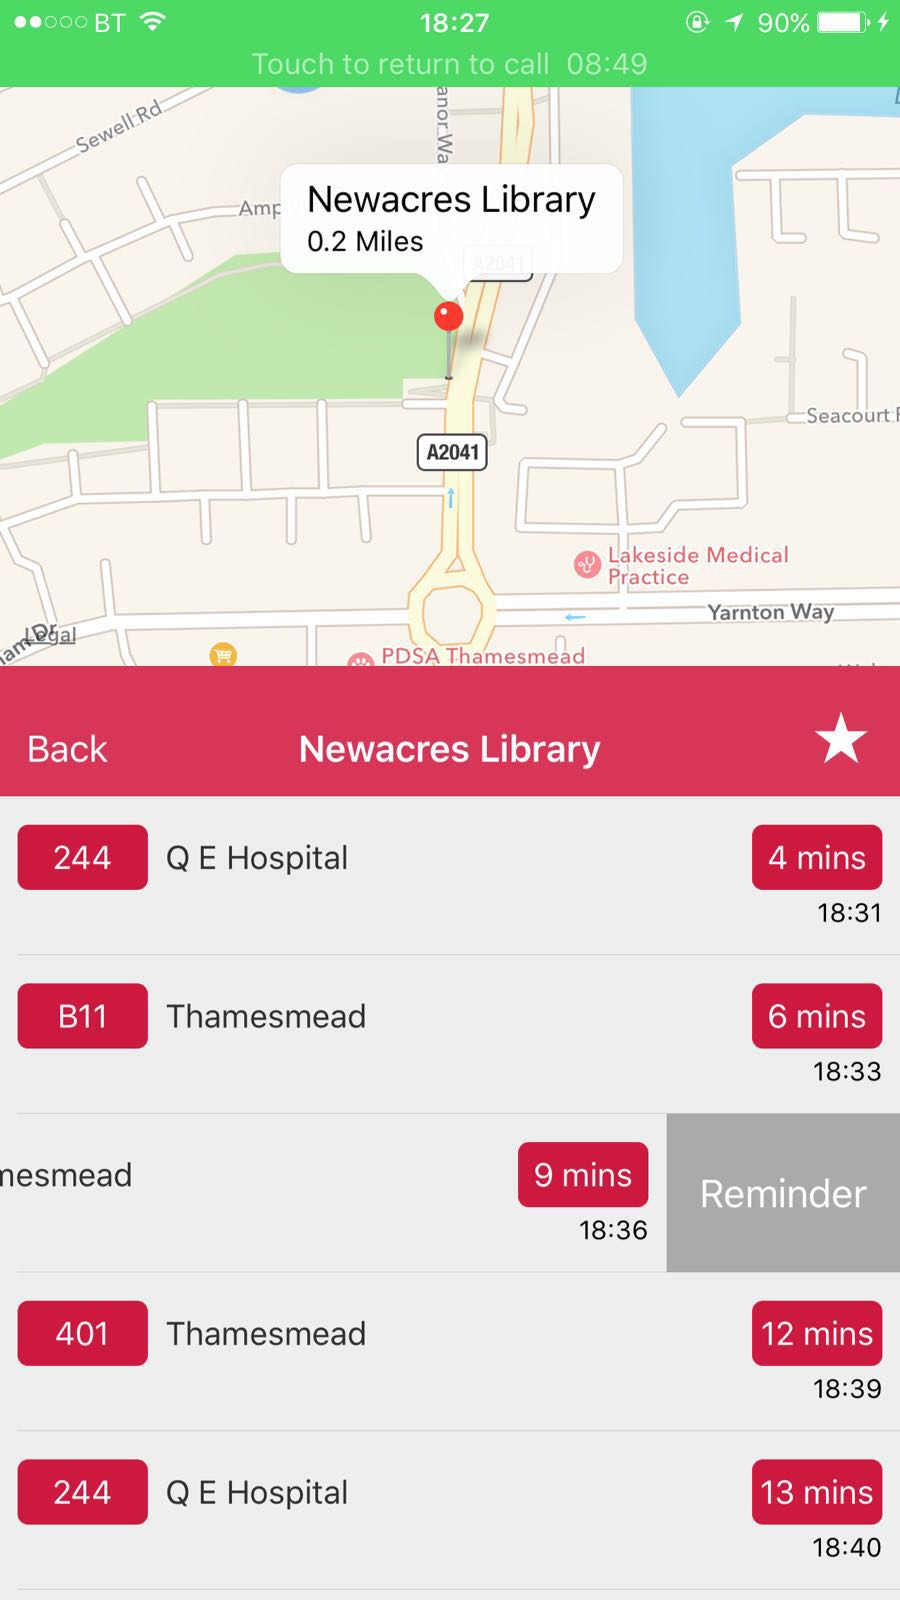 BT 18:27 90%
Touch to return to call 08:49
Sewell Rd
anor Wa
Newacres Library
0.2 Miles
Amp
A2041
A2041
Seacourt
Lakeside Medical
Practice
Yarnton Way
Legal
am Dr
PDSA Thamesmead
Back Newacres Library
244 Q E Hospital 4 mins
18:31
B11 Thamesmead 6 mins
18:33
mesmead 9 mins Reminder
18:36
401 Thamesmead 12 mins
18:39
244 Q E Hospital 13 mins
18:40